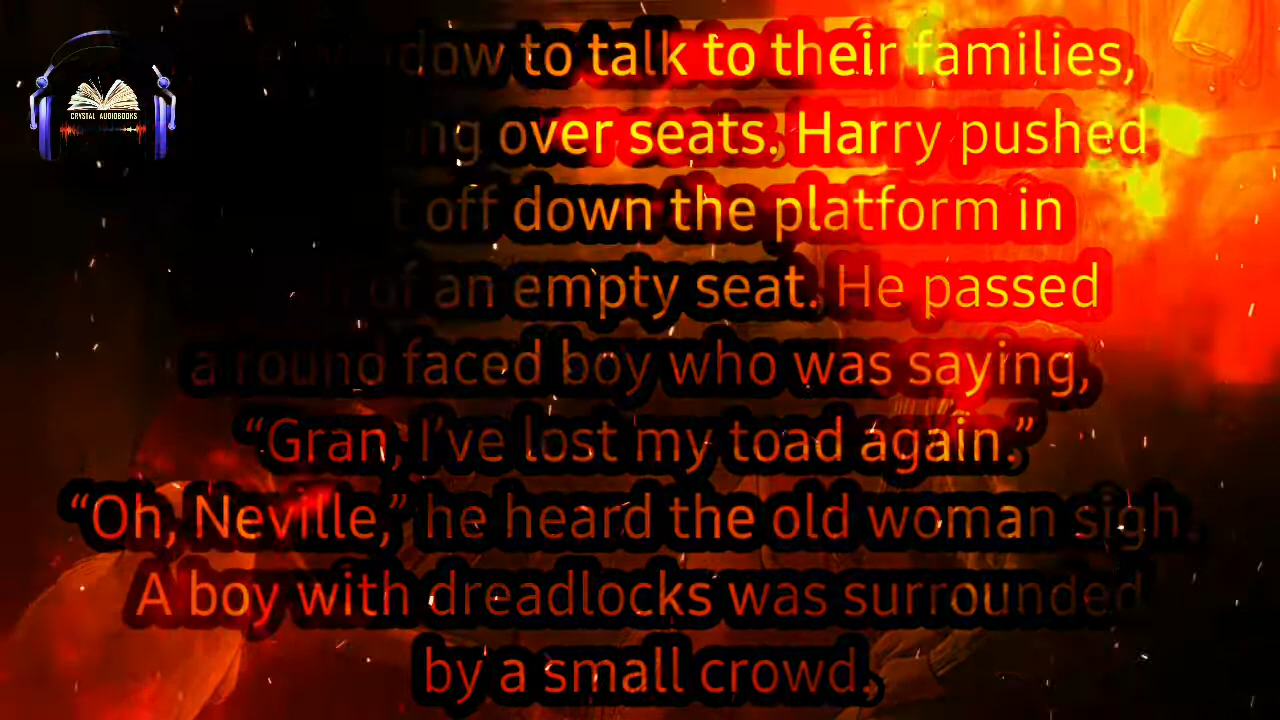 CRYSTAL AUDIOBOOKS
to talk to their families,
over seats. Harry pushed
off down the platform in
of an empty seat. He passed
a round faced boy who was saying,
“Gran, I’ve lost my toad again.”
“Oh, Neville,” he heard the old woman sigh.
A boy with dreadlocks was surrounded
by a small crowd.